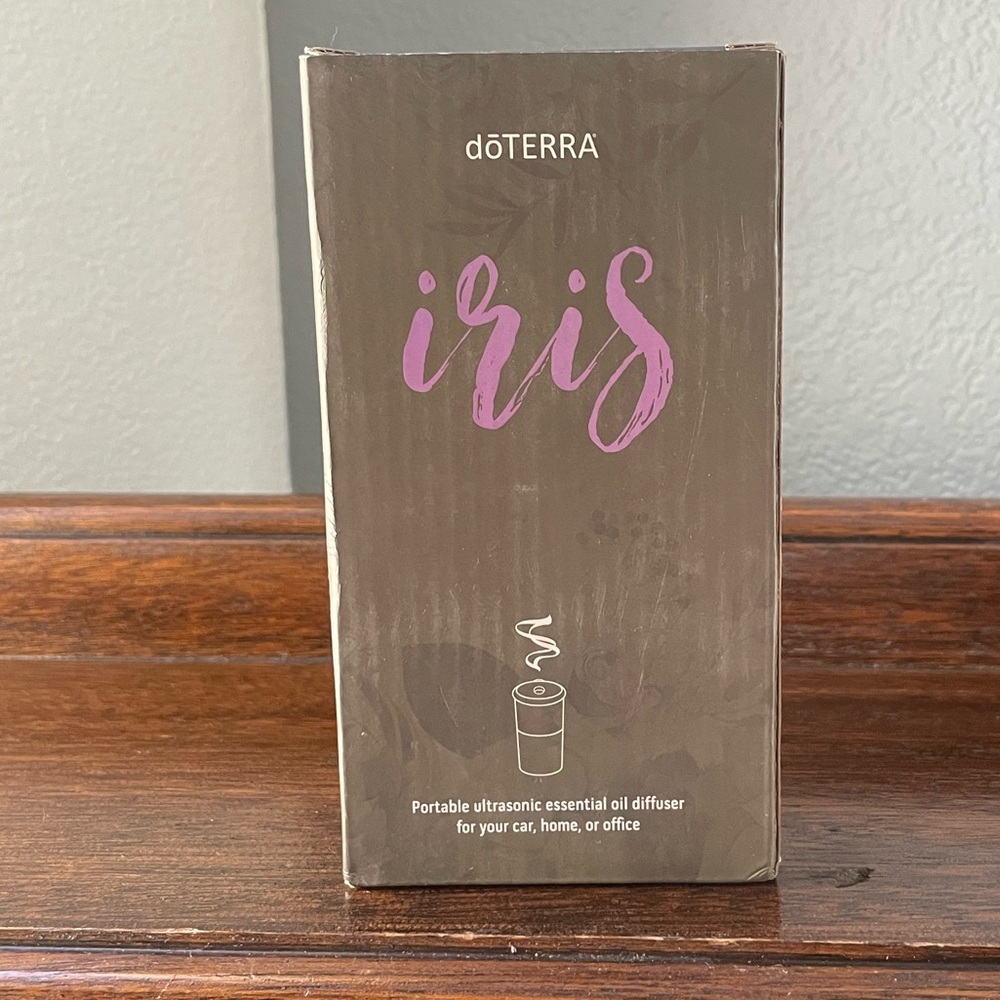 dōTERRA®
iris
Portable ultrasonic essential oil diffuser
for your car, home, or office